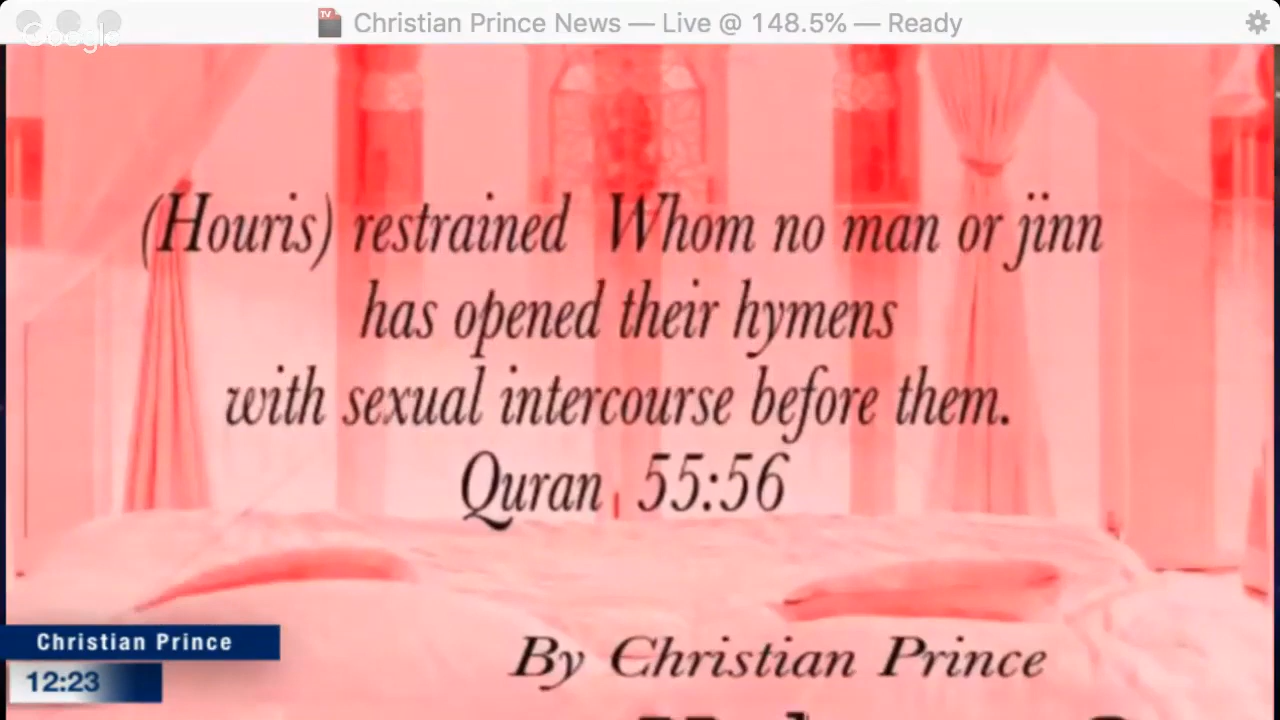 Google
Christian Prince News — Live @ 148.5% — Ready
(Houris) restrained Whom no man or jinn
has opened their hymens
with sexual intercourse before them.
Quran 55:56
Christian Prince
12:23
By Christian Prince